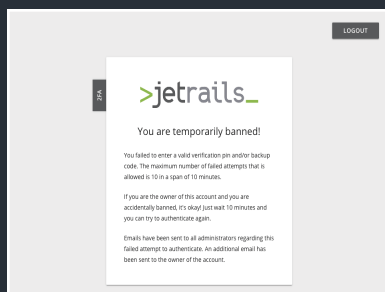 LOGOUT
2FA
>jetrails_
You are temporarily banned!
You failed to enter a valid verification pin and/or backup
code. The maximum number of failed attempts that is
allowed is 10 in a span of 10 minutes.
If you are the owner of this account and you are
accidentally banned, it's okay! Just wait 10 minutes and
you can try to authenticate again.
Emails have been sent to all administrators regarding this
failed attempt to authenticate. An additional email has
been sent to the owner of the account.